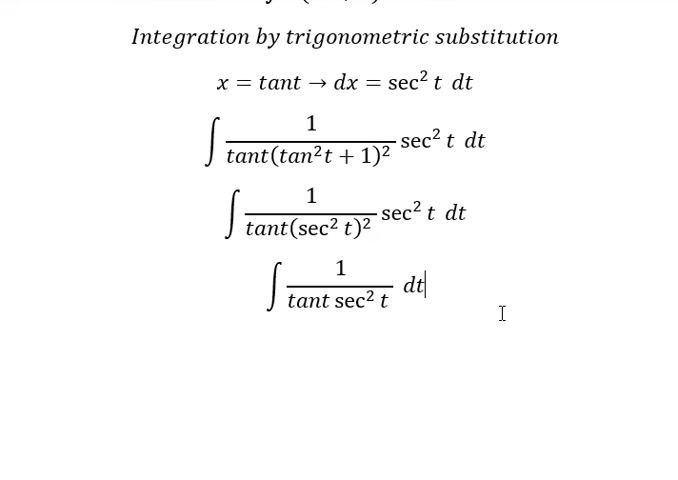 Integration by trigonometric substitution
x = tant → dx = sec² t dt
∫ 1 / tant(tan²t + 1)² sec² t dt
∫ 1 / tant(sec² t)² sec² t dt
∫ 1 / tant sec² t dt